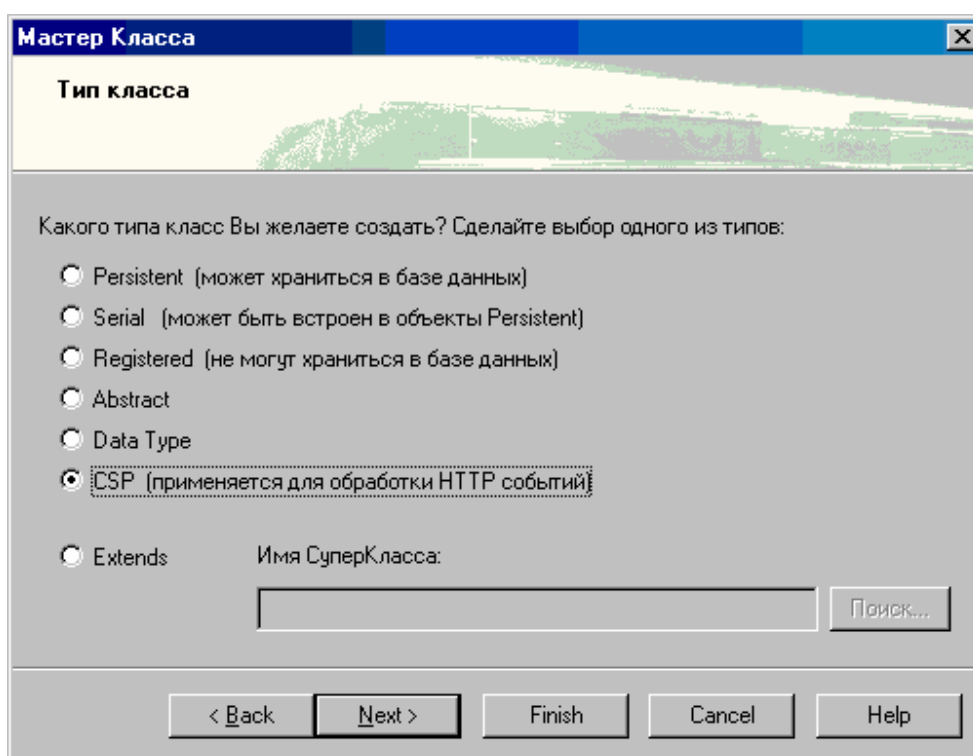 Мастер Класса
Тип класса
Какого типа класс Вы желаете создать? Сделайте выбор одного из типов:
Persistent (может храниться в базе данных)
Serial (может быть встроен в объекты Persistent)
Registered (не могут храниться в базе данных)
Abstract
Data Type
CSP (применяется для обработки HTTP событий)
Extends Имя СуперКласса:
Поиск...
< Back Next > Finish Cancel Help